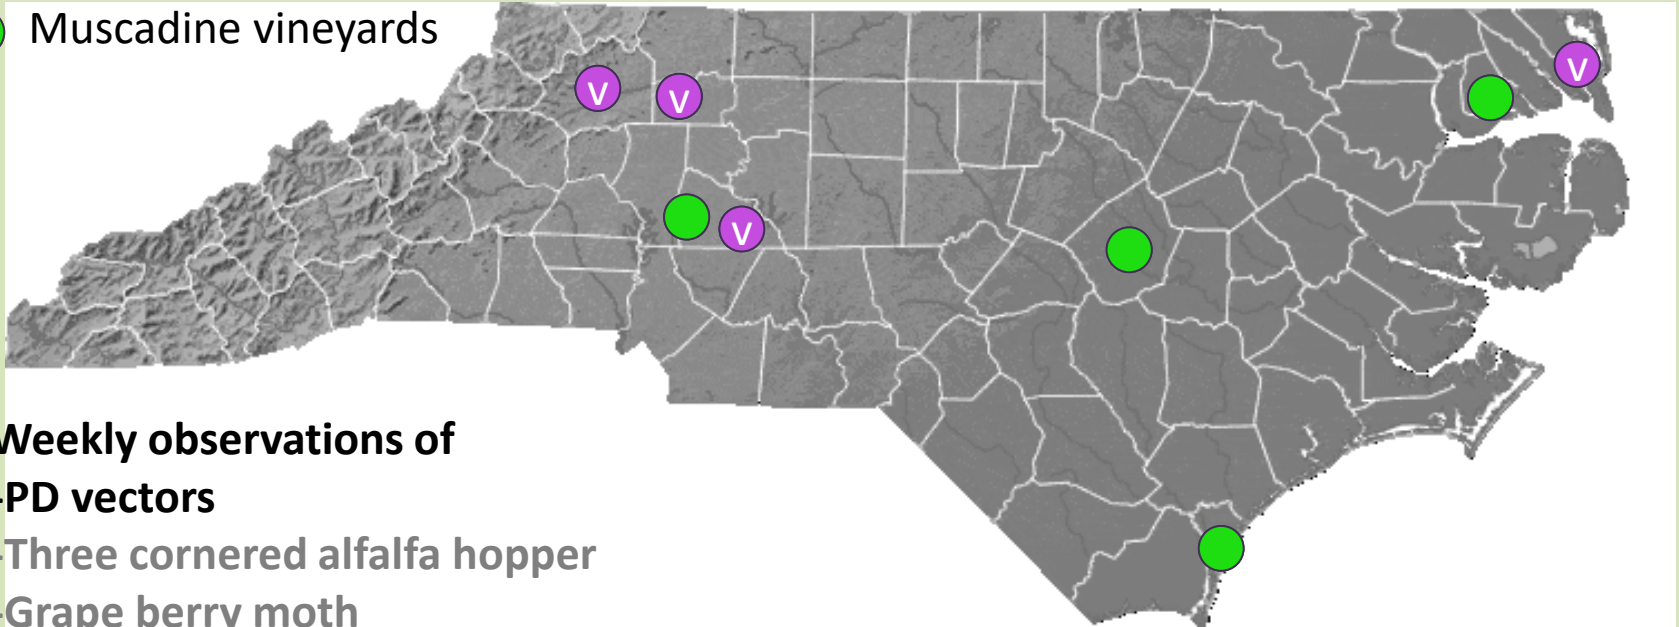 Muscadine vineyards
V
V
V
V
Weekly observations of
-PD vectors
-Three cornered alfalfa hopper
-Grape berry moth